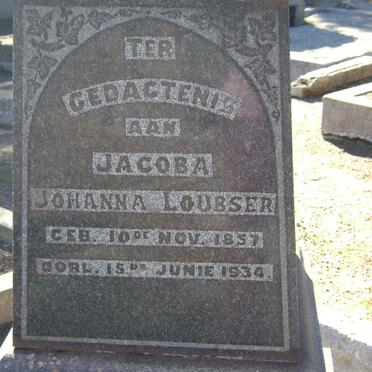 TER
GEDACTENIS
AAN
JACOBA
JOHANNA LOUBSER
GEB. 10DE NOV. 1857
OORL. 15DE JUNIE 1934.